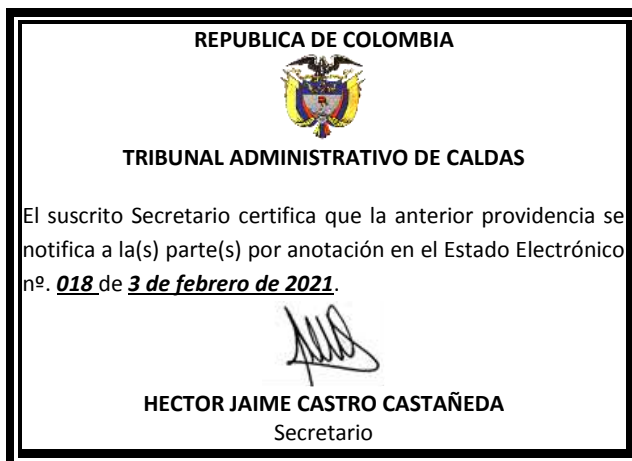 REPUBLICA DE COLOMBIA
TRIBUNAL ADMINISTRATIVO DE CALDAS
El suscrito Secretario certifica que la anterior providencia se
notifica a la(s) parte(s) por anotación en el Estado Electrónico
nº. 018 de 3 de febrero de 2021.
HECTOR JAIME CASTRO CASTAÑEDA
Secretario